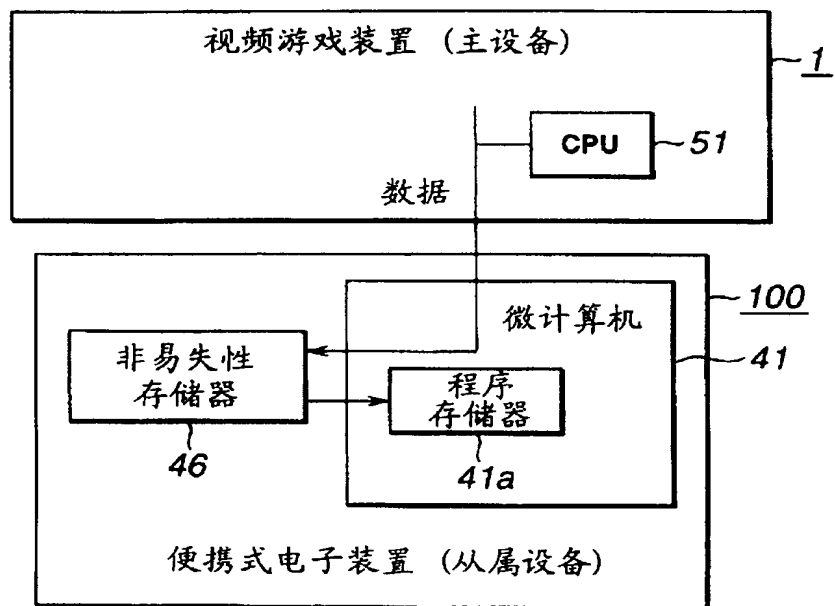 视频游戏装置 (主设备)
1
CPU
51
数据
100
微计算机
41
非易失性
存储器
46
程序
存储器
41a
便携式电子装置 (从属设备)